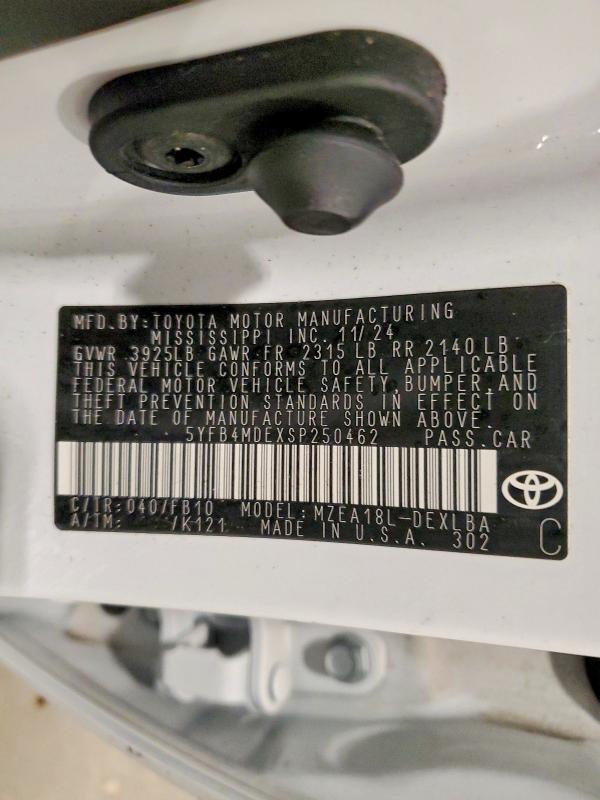 MFD.BY:TOYOTA MOTOR MANUFACTURING
MISSISSIPPI INC. 11/24
GVWR 3925LB GAWR FR 2315 LB RR 2140 LB
THIS VEHICLE CONFORMS TO ALL APPLICABLE
FEDERAL MOTOR VEHICLE SAFETY, BUMPER, AND
THEFT PREVENTION STANDARDS IN EFFECT ON
THE DATE OF MANUFACTURE SHOWN ABOVE.
5YFB4MDEXSP250462 PASS.CAR
C/TR:040/FB10 MODEL:MZEA18L-DEXLBA
A/TM: /K121 MADE IN U.S.A. 302 C